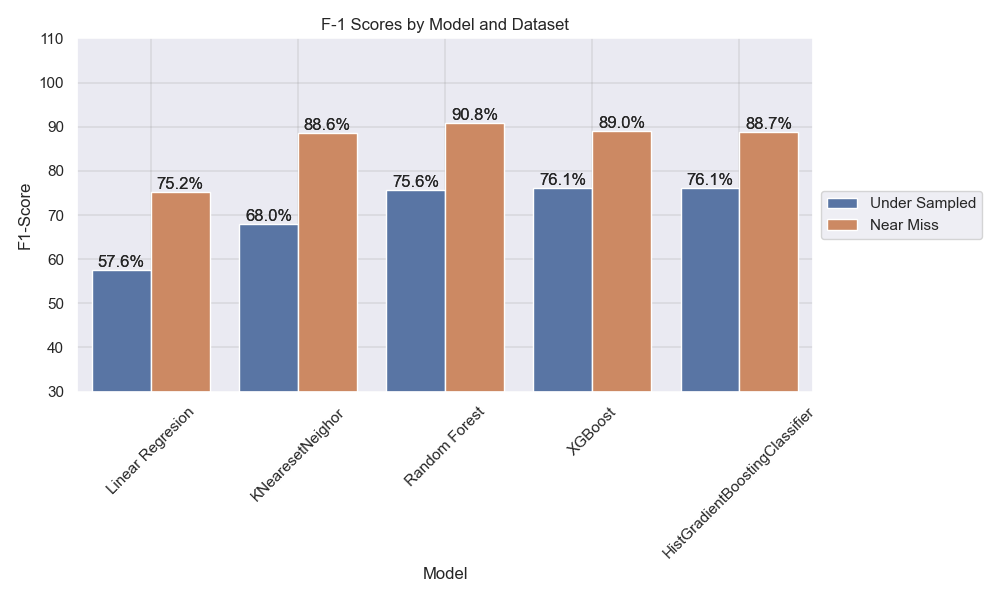 F-1 Scores by Model and Dataset
110
100
90
80
70
60
50
40
30
F1-Score
57.6%
75.2%
68.0%
88.6%
75.6%
90.8%
76.1%
89.0%
76.1%
88.7%
Under Sampled
Near Miss
Linear Regresion
KNearesetNeighor
Random Forest
XGBoost
HistGradientBoostingClassifier
Model